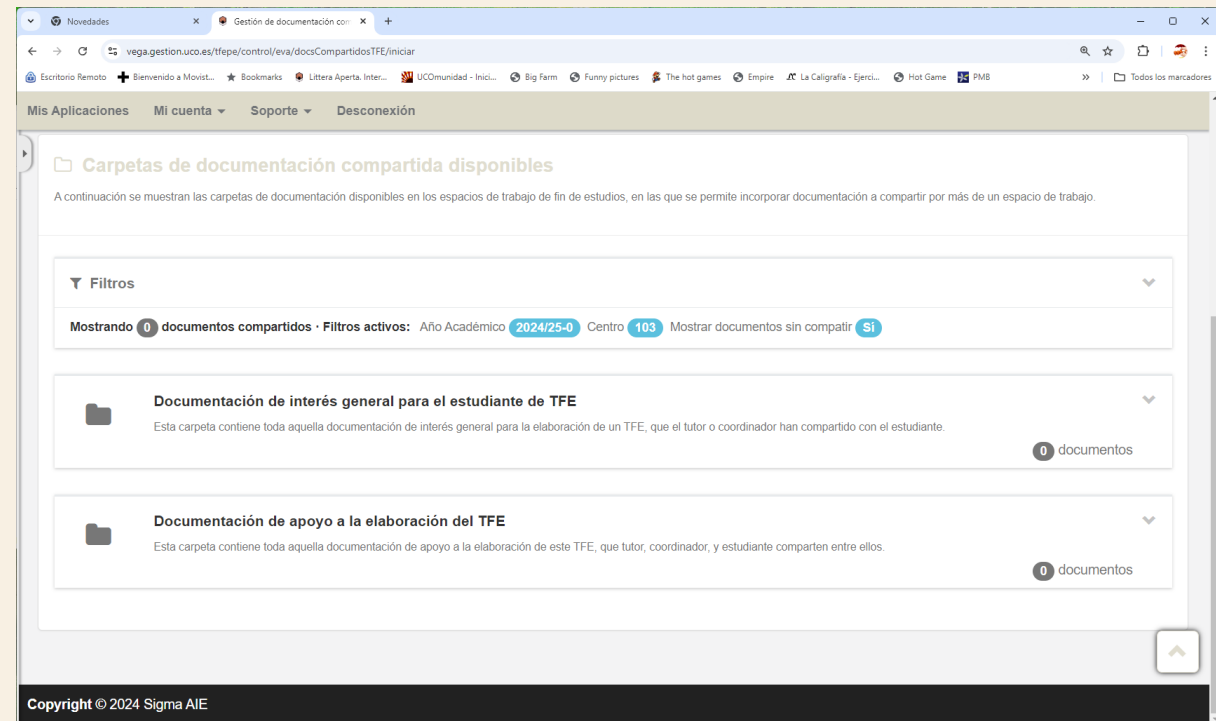 Novedades
Gestión de documentación con
vega.gestion.uco.es/tfepe/control/eva/docsCompartidosTFE/iniciar
Escritorio Remoto Bienvenido a Movist... Bookmarks Littera Aperta. Inter... UCOmunidad - Inici... Big Farm Funny pictures The hot games Empire La Caligrafía - Ejerci... Hot Game PMB » Todos los marcadores
Mis Aplicaciones Mi cuenta Soporte Desconexión
Carpetas de documentación compartida disponibles
A continuación se muestran las carpetas de documentación disponibles en los espacios de trabajo de fin de estudios, en las que se permite incorporar documentación a compartir por más de un espacio de trabajo.
Filtros
Mostrando 0 documentos compartidos · Filtros activos: Año Académico 2024/25-0 Centro 103 Mostrar documentos sin compatir Sí
Documentación de interés general para el estudiante de TFE
Esta carpeta contiene toda aquella documentación de interés general para la elaboración de un TFE, que el tutor o coordinador han compartido con el estudiante.
0 documentos
Documentación de apoyo a la elaboración del TFE
Esta carpeta contiene toda aquella documentación de apoyo a la elaboración de este TFE, que tutor, coordinador, y estudiante comparten entre ellos.
0 documentos
Copyright © 2024 Sigma AIE